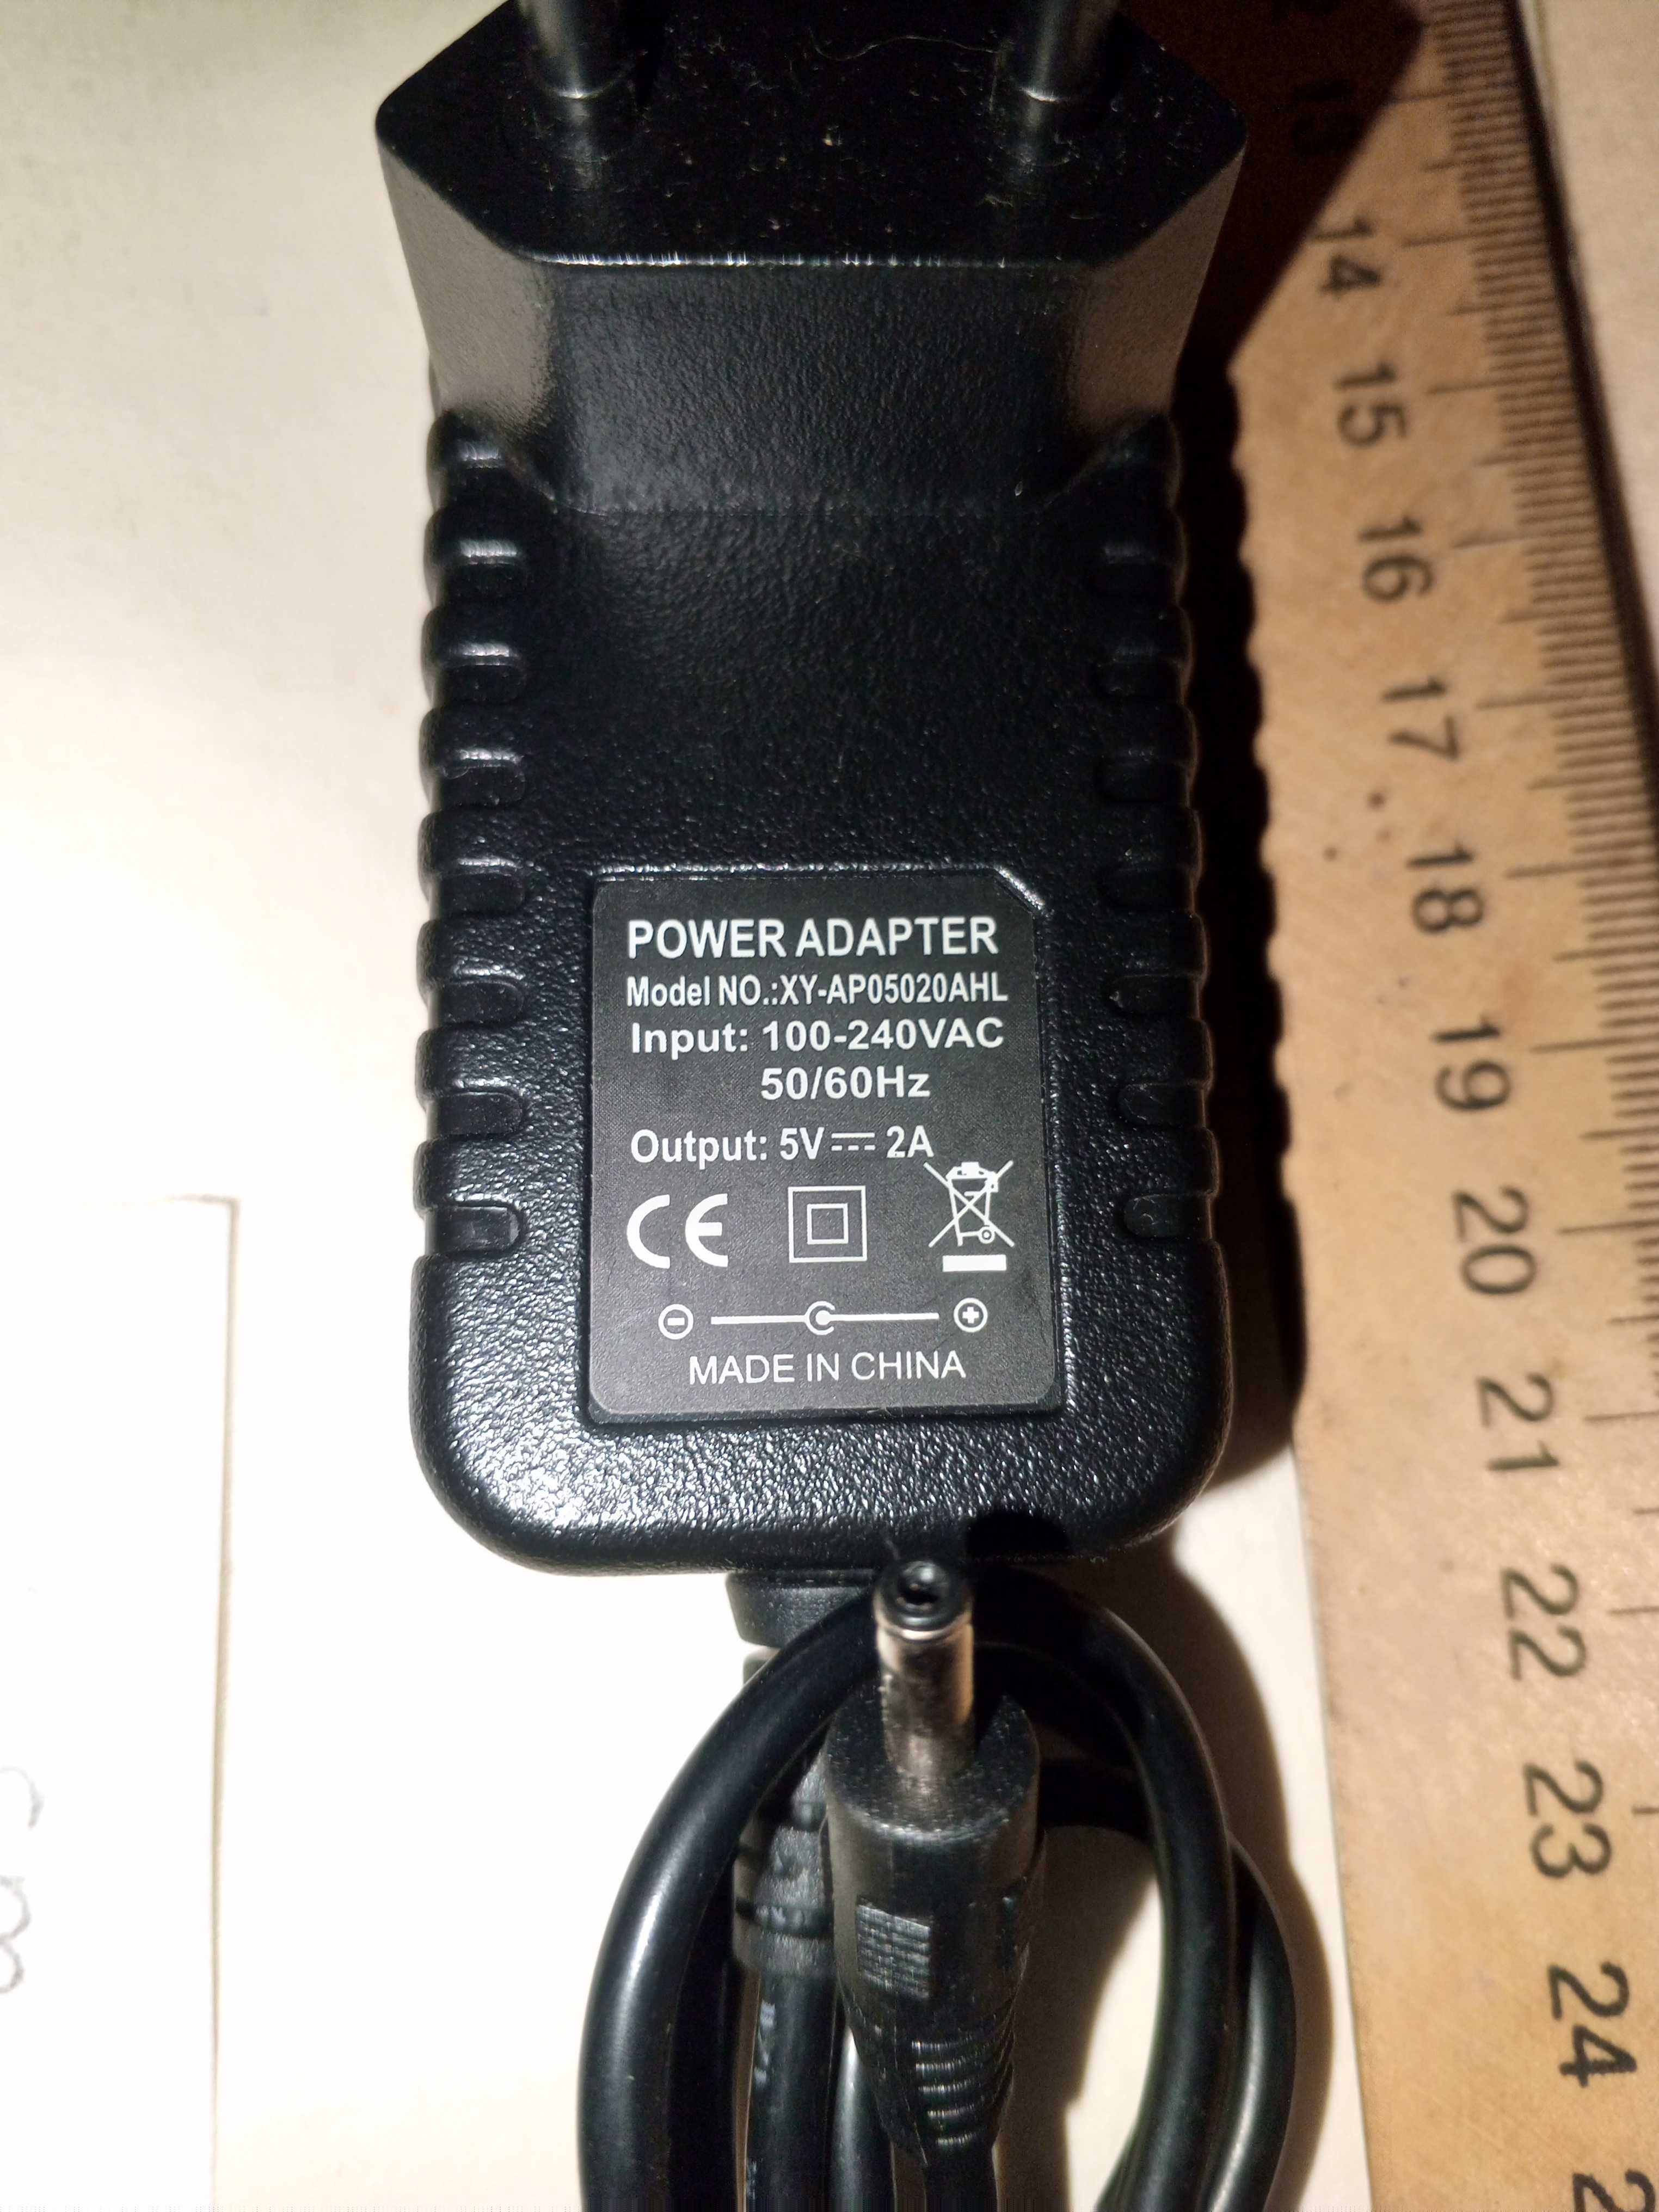 POWER ADAPTER
Model NO.:XY-AP05020AHL
Input: 100-240VAC
50/60Hz
Output: 5V⎓2A
CE
MADE IN CHINA
13
14
15
16
17
18
19
20
21
22
23
24